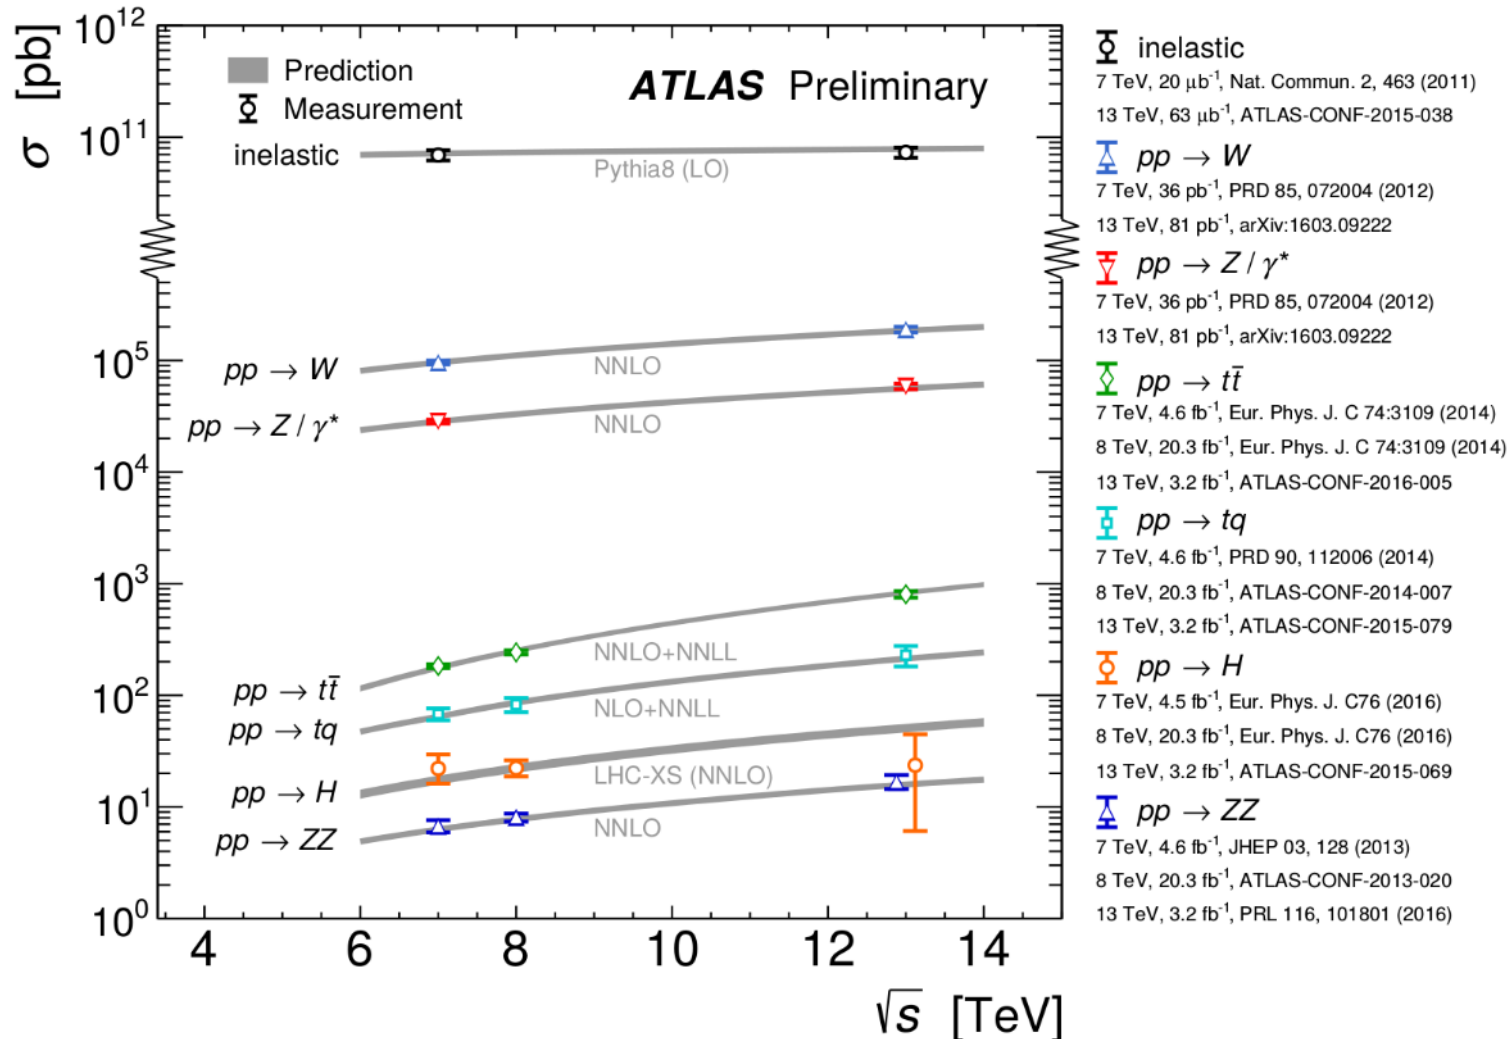 σ [pb]
10¹²
10¹¹
10⁵
10⁴
10³
10²
10¹
10⁰
Prediction
Measurement
ATLAS Preliminary
inelastic
Pythia8 (LO)
pp → W
NNLO
pp → Z / γ*
NNLO
pp → tt̄
NNLO+NNLL
pp → tq
NLO+NNLL
pp → H
LHC-XS (NNLO)
pp → ZZ
NNLO
4 6 8 10 12 14
√s [TeV]
inelastic
7 TeV, 20 μb⁻¹, Nat. Commun. 2, 463 (2011)
13 TeV, 63 μb⁻¹, ATLAS-CONF-2015-038
pp → W
7 TeV, 36 pb⁻¹, PRD 85, 072004 (2012)
13 TeV, 81 pb⁻¹, arXiv:1603.09222
pp → Z / γ*
7 TeV, 36 pb⁻¹, PRD 85, 072004 (2012)
13 TeV, 81 pb⁻¹, arXiv:1603.09222
pp → tt̄
7 TeV, 4.6 fb⁻¹, Eur. Phys. J. C 74:3109 (2014)
8 TeV, 20.3 fb⁻¹, Eur. Phys. J. C 74:3109 (2014)
13 TeV, 3.2 fb⁻¹, ATLAS-CONF-2016-005
pp → tq
7 TeV, 4.6 fb⁻¹, PRD 90, 112006 (2014)
8 TeV, 20.3 fb⁻¹, ATLAS-CONF-2014-007
13 TeV, 3.2 fb⁻¹, ATLAS-CONF-2015-079
pp → H
7 TeV, 4.5 fb⁻¹, Eur. Phys. J. C76 (2016)
8 TeV, 20.3 fb⁻¹, Eur. Phys. J. C76 (2016)
13 TeV, 3.2 fb⁻¹, ATLAS-CONF-2015-069
pp → ZZ
7 TeV, 4.6 fb⁻¹, JHEP 03, 128 (2013)
8 TeV, 20.3 fb⁻¹, ATLAS-CONF-2013-020
13 TeV, 3.2 fb⁻¹, PRL 116, 101801 (2016)